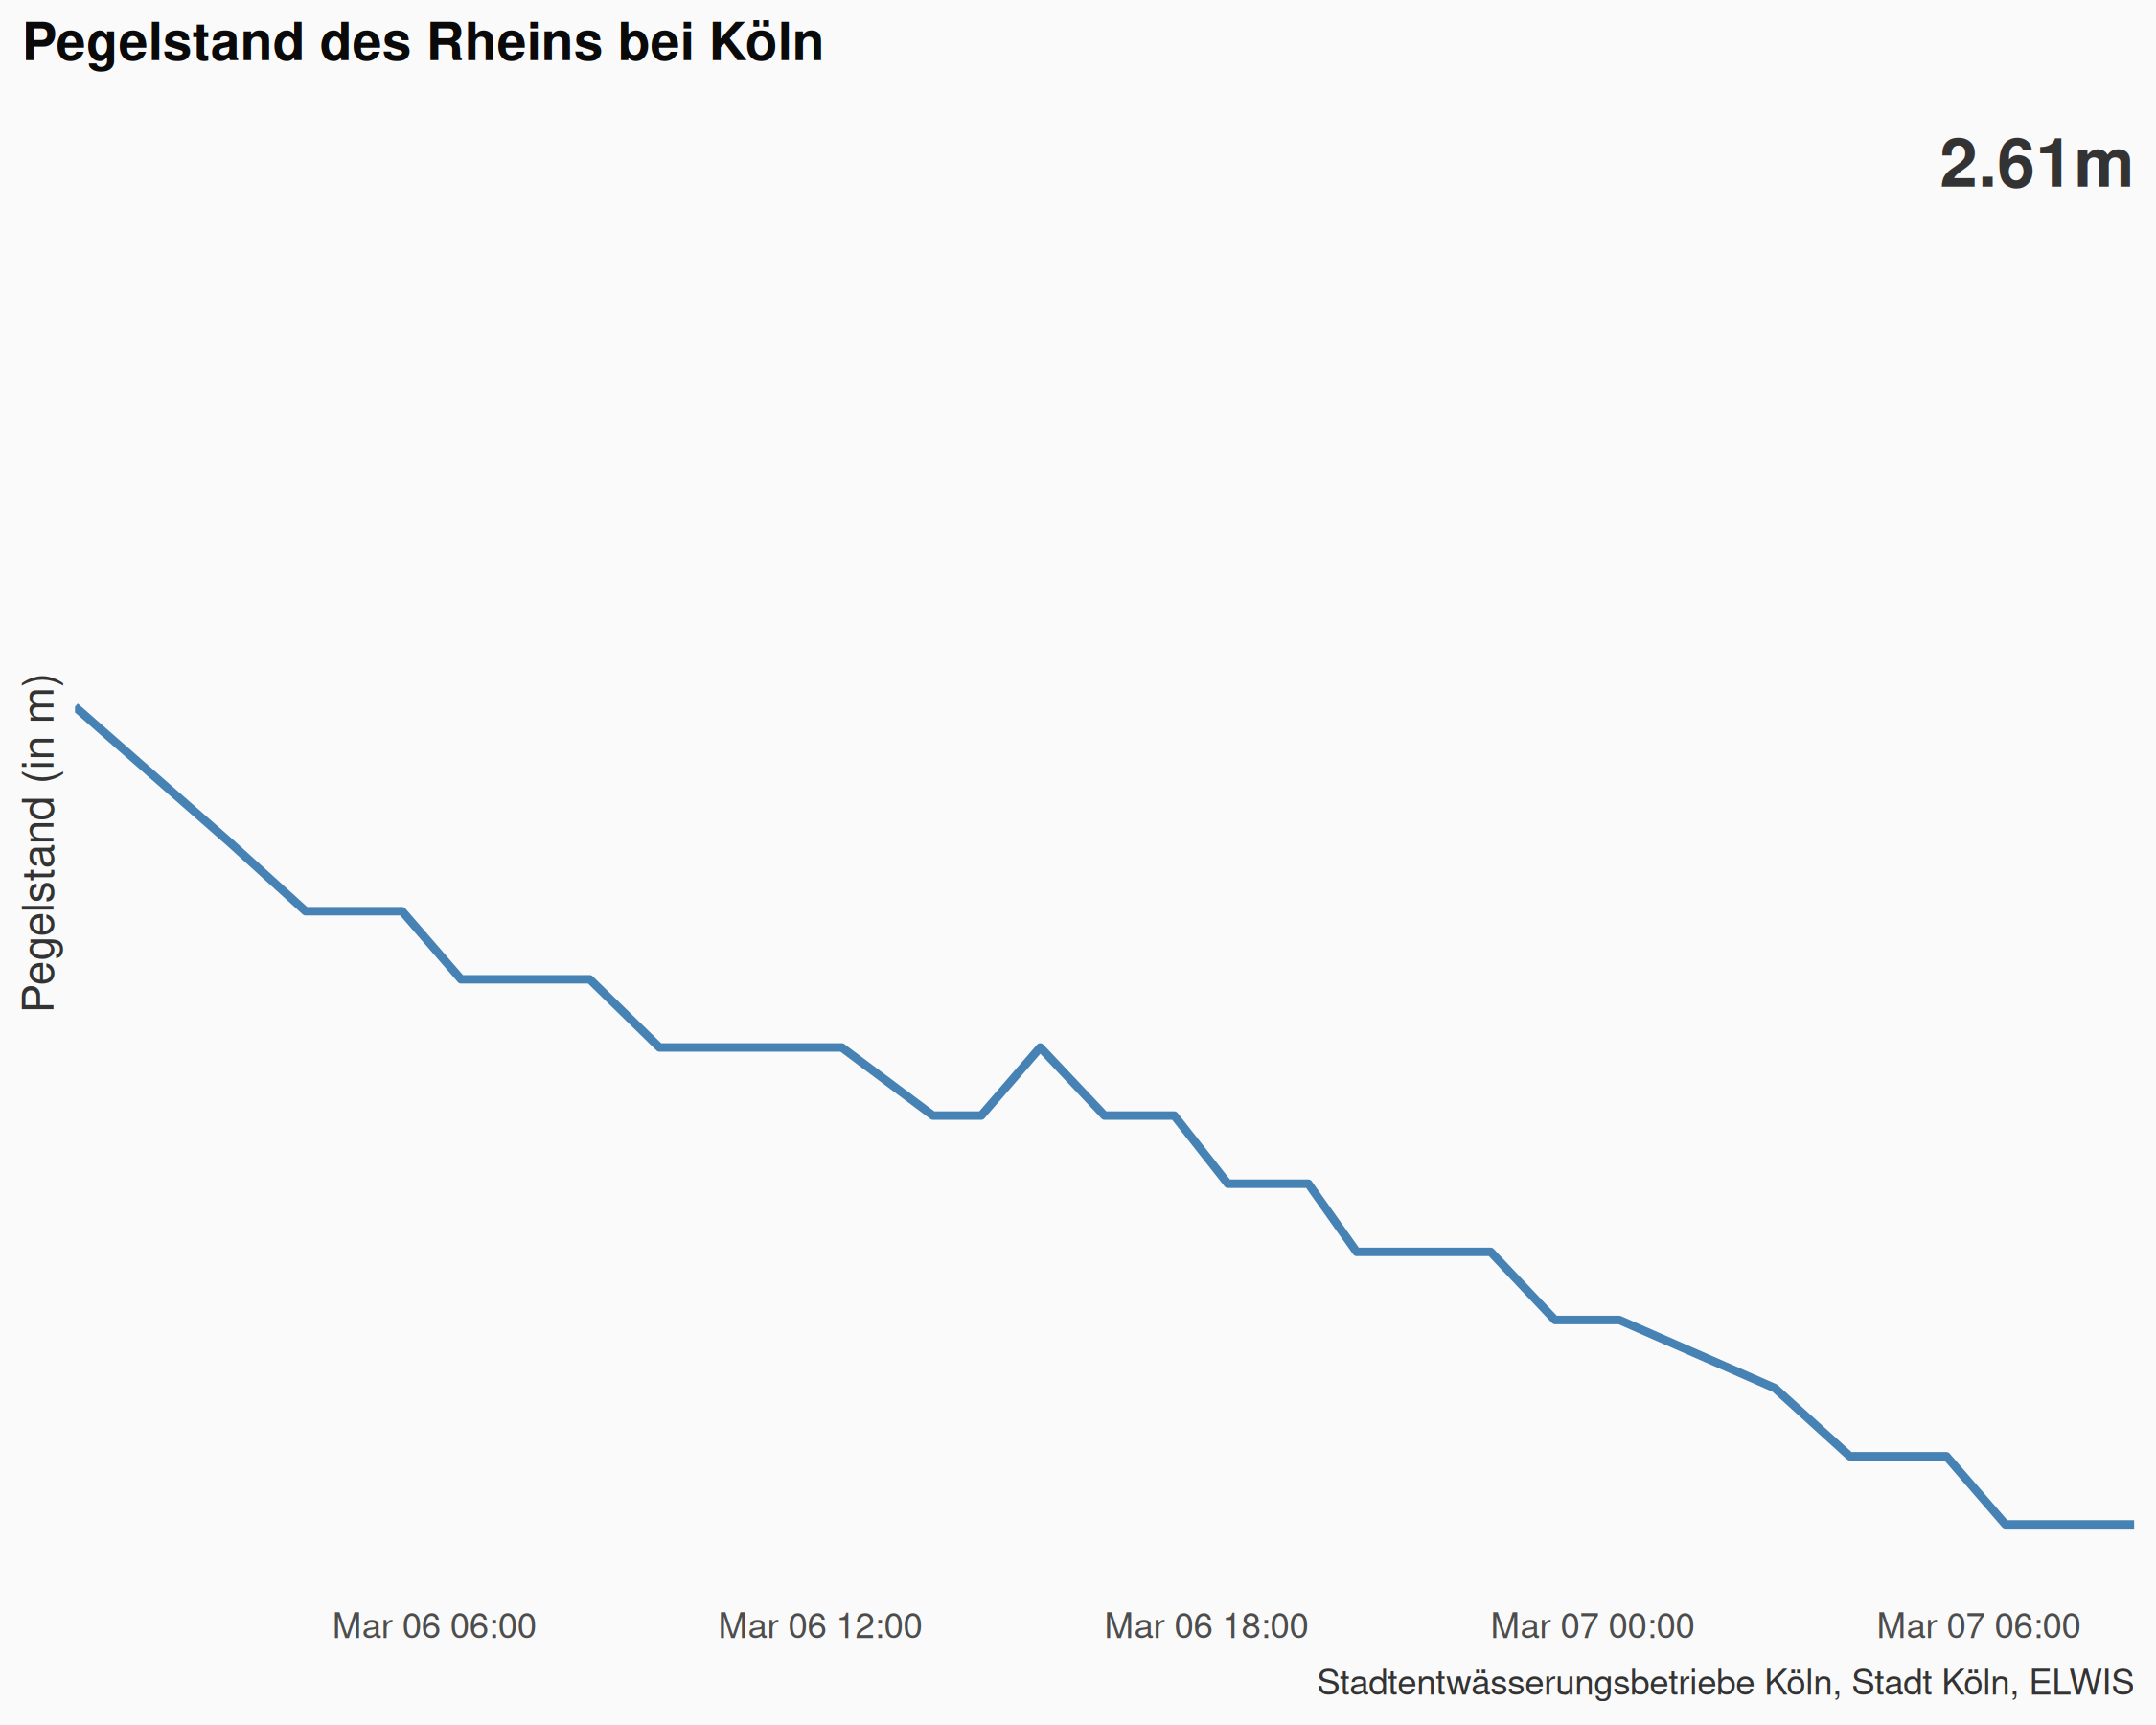 Pegelstand des Rheins bei Köln
2.61m
Pegelstand (in m)
Mar 06 06:00
Mar 06 12:00
Mar 06 18:00
Mar 07 00:00
Mar 07 06:00
Stadtentwässerungsbetriebe Köln, Stadt Köln, ELWIS